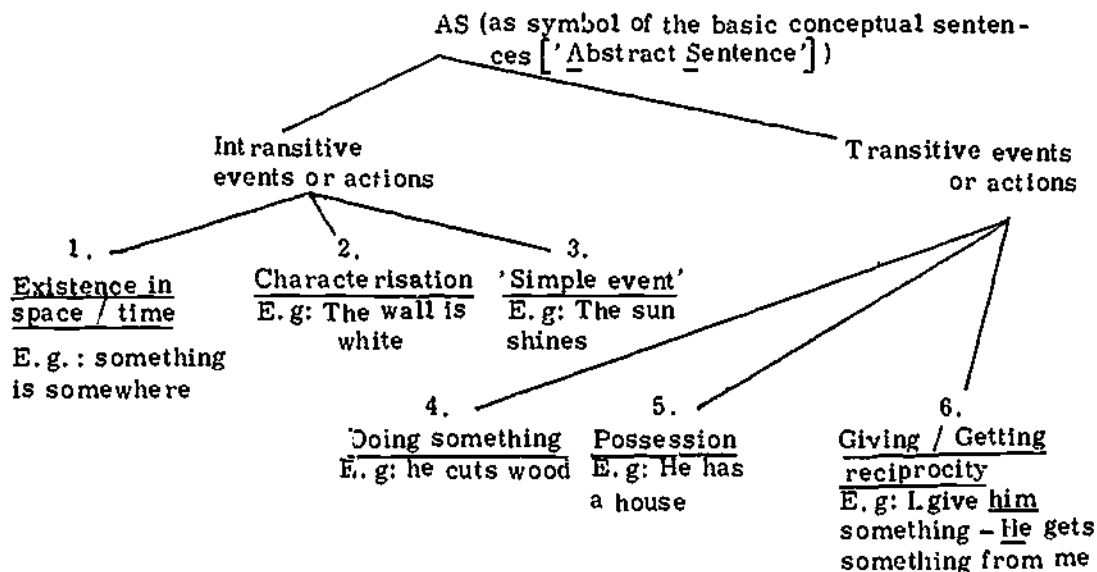 AS (as symbol of the basic conceptual senten-
ces ['Abstract Sentence'])
Intransitive
events or actions
Transitive events
or actions
1.
Existence in
space / time
E.g.: something
is somewhere
2.
Characterisation
E.g: The wall is
white
3.
'Simple event'
E.g: The sun
shines
4.
Doing something
E.g: he cuts wood
5.
Possession
E.g: He has
a house
6.
Giving / Getting
reciprocity
E.g: I give him
something – He gets
something from me